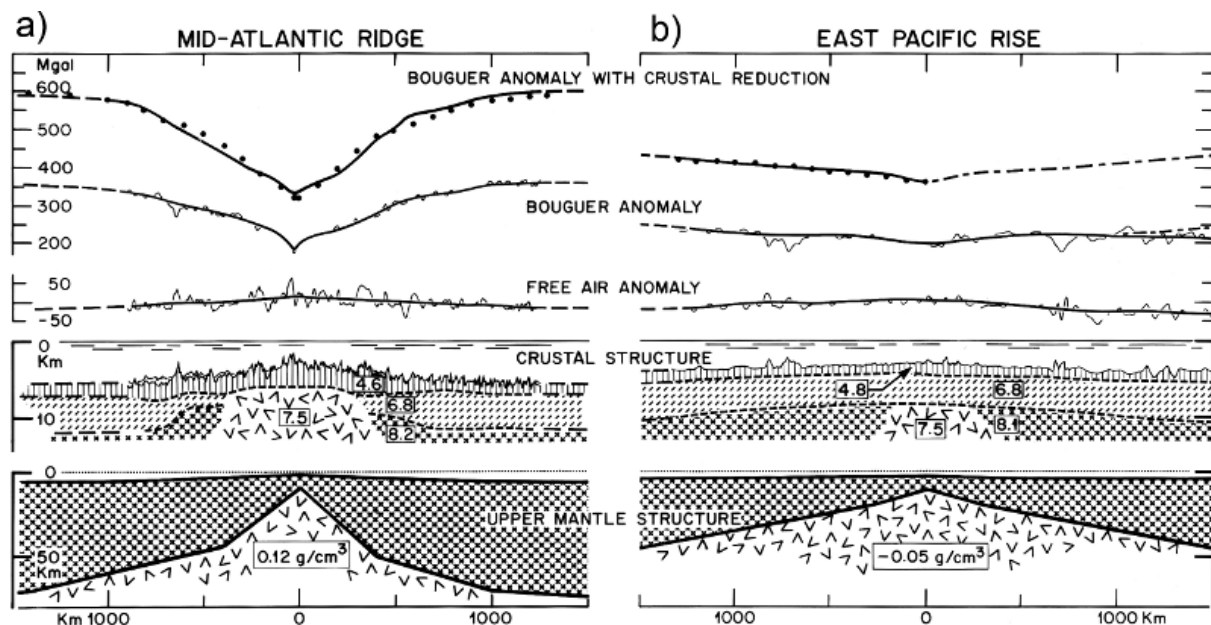 a)
MID-ATLANTIC RIDGE
b)
EAST PACIFIC RISE
Mgal
BOUGUER ANOMALY WITH CRUSTAL REDUCTION
600
500
400
300
BOUGUER ANOMALY
200
50
FREE AIR ANOMALY
-50
0
Km
CRUSTAL STRUCTURE
4.6
4.8
6.8
6.8
7.5
7.5
10
8.2
8.1
0
UPPER MANTLE STRUCTURE
50
Km
0.12 g/cm³
-0.05 g/cm³
Km 1000
0
1000
1000
0
1000 Km